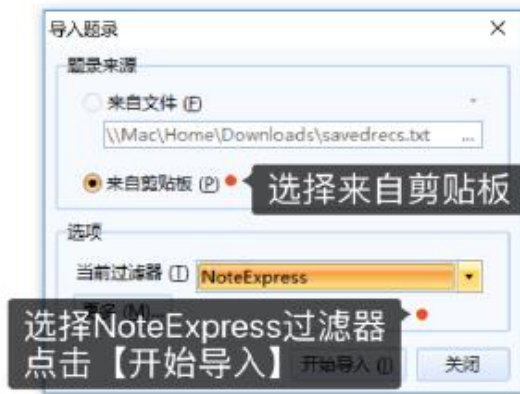 导入题录
题录来源
来自文件 (F)
\\Mac\Home\Downloads\savedrecs.txt ...
来自剪贴板 (P)
选择来自剪贴板
选项
当前过滤器 (T) NoteExpress
更多 (M)...
选择NoteExpress过滤器
点击【开始导入】
开始导入 (I) 关闭